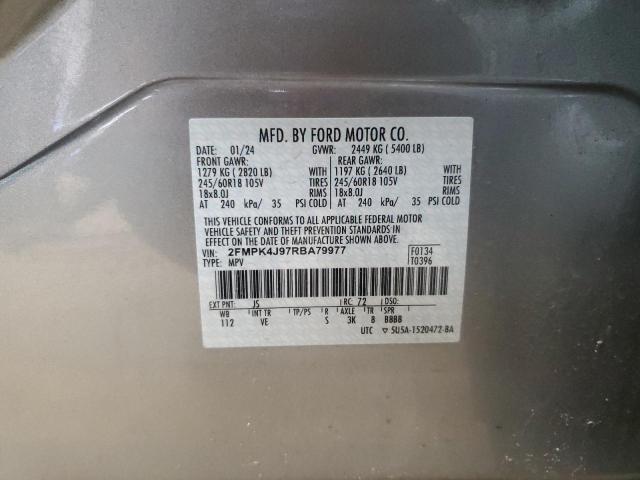 MFD. BY FORD MOTOR CO.
DATE: 01/24 GVWR: 2449 KG ( 5400 LB)
FRONT GAWR: REAR GAWR:
1279 KG ( 2820 LB) WITH 1197 KG ( 2640 LB) WITH
245/60R18 105V TIRES 245/60R18 105V TIRES
18x8.0J RIMS 18x8.0J RIMS
AT 240 kPa/ 35 PSI COLD AT 240 kPa/ 35 PSI COLD
THIS VEHICLE CONFORMS TO ALL APPLICABLE FEDERAL MOTOR
VEHICLE SAFETY AND THEFT PREVENTION STANDARDS IN
EFFECT ON THE DATE OF MANUFACTURE SHOWN ABOVE.
VIN: 2FMPK4J97RBA79977 F0134
TYPE: MPV T0396
EXT PNT: JS RC: 72 DSO:
WB INT TR TP/PS R AXLE TR SPR
112 VE S 3K B BBBB
UTC ▽ 5U5A-1520472-BA